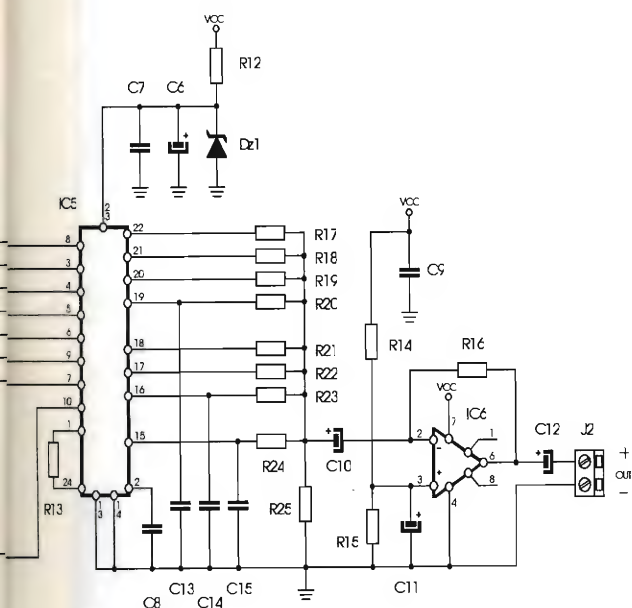 VCC
R12
C7 C6
Dz1
IC5
2
3
22
R17
8
21
R18
3
20
R19
4
19
R20
5
18
R21
6
17
R22
9
16
R23
7
10
15
R24
1
R13
24
1
3
1
4
2
C8
C13
C14
C15
R25
C10
VCC
C9
R14
R16
VCC
IC6
7
1
2
-
6
+
3
8
4
C12
J2
+
OUT
-
R15
C11